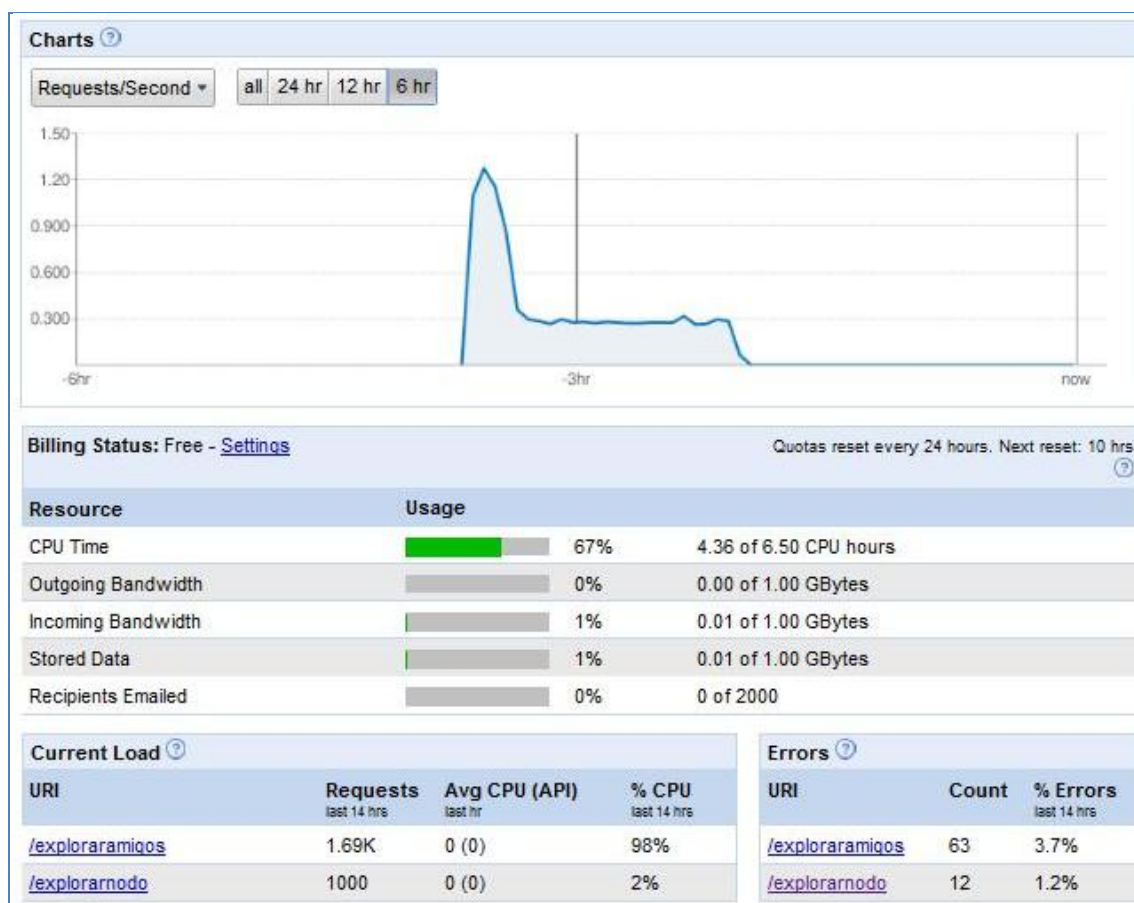 Charts ?
Requests/Second all 24 hr 12 hr 6 hr
1.50
1.20
0.900
0.600
0.300
-6hr -3hr now
Billing Status: Free - Settings Quotas reset every 24 hours. Next reset: 10 hrs
?
Resource Usage
CPU Time 67% 4.36 of 6.50 CPU hours
Outgoing Bandwidth 0% 0.00 of 1.00 GBytes
Incoming Bandwidth 1% 0.01 of 1.00 GBytes
Stored Data 1% 0.01 of 1.00 GBytes
Recipients Emailed 0% 0 of 2000
Current Load ?
URI Requests Avg CPU (API) % CPU
last 14 hrs last hr last 14 hrs
/exploraramigos 1.69K 0 (0) 98%
/explorarnodo 1000 0 (0) 2%
Errors ?
URI Count % Errors
last 14 hrs
/exploraramigos 63 3.7%
/explorarnodo 12 1.2%